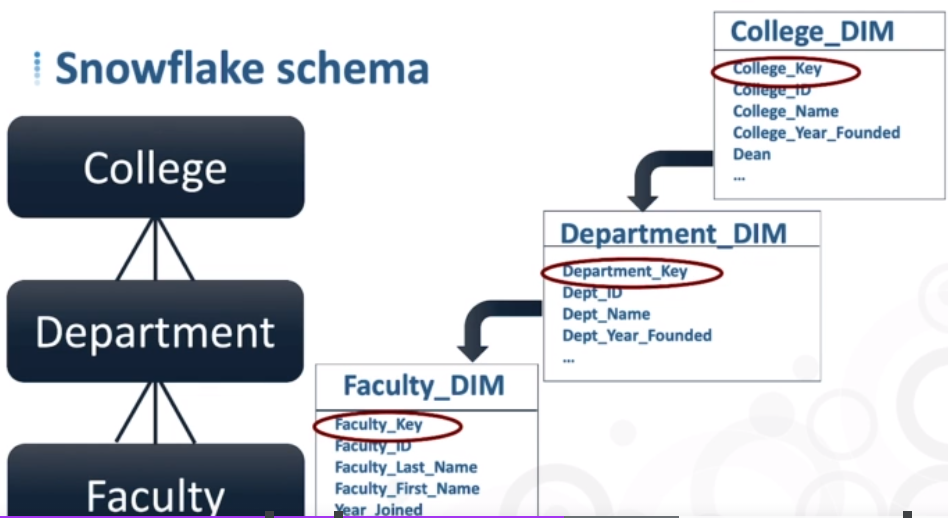 Snowflake schema
College
Department
Faculty
College_DIM
College_Key
College_ID
College_Name
College_Year_Founded
Dean
...
Department_DIM
Department_Key
Dept_ID
Dept_Name
Dept_Year_Founded
...
Faculty_DIM
Faculty_Key
Faculty_ID
Faculty_Last_Name
Faculty_First_Name
Year_Joined